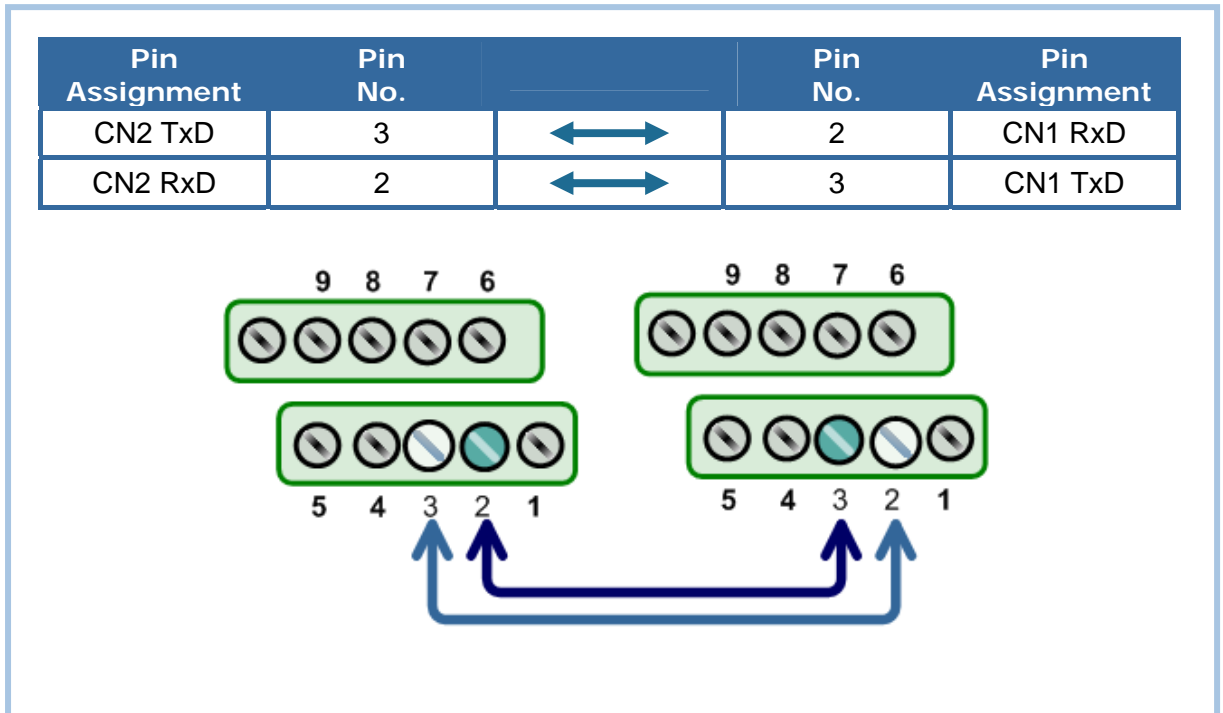 Pin Assignment Pin No. Pin No. Pin Assignment
CN2 TxD 3 2 CN1 RxD
CN2 RxD 2 3 CN1 TxD
9 8 7 6 9 8 7 6
5 4 3 2 1 5 4 3 2 1